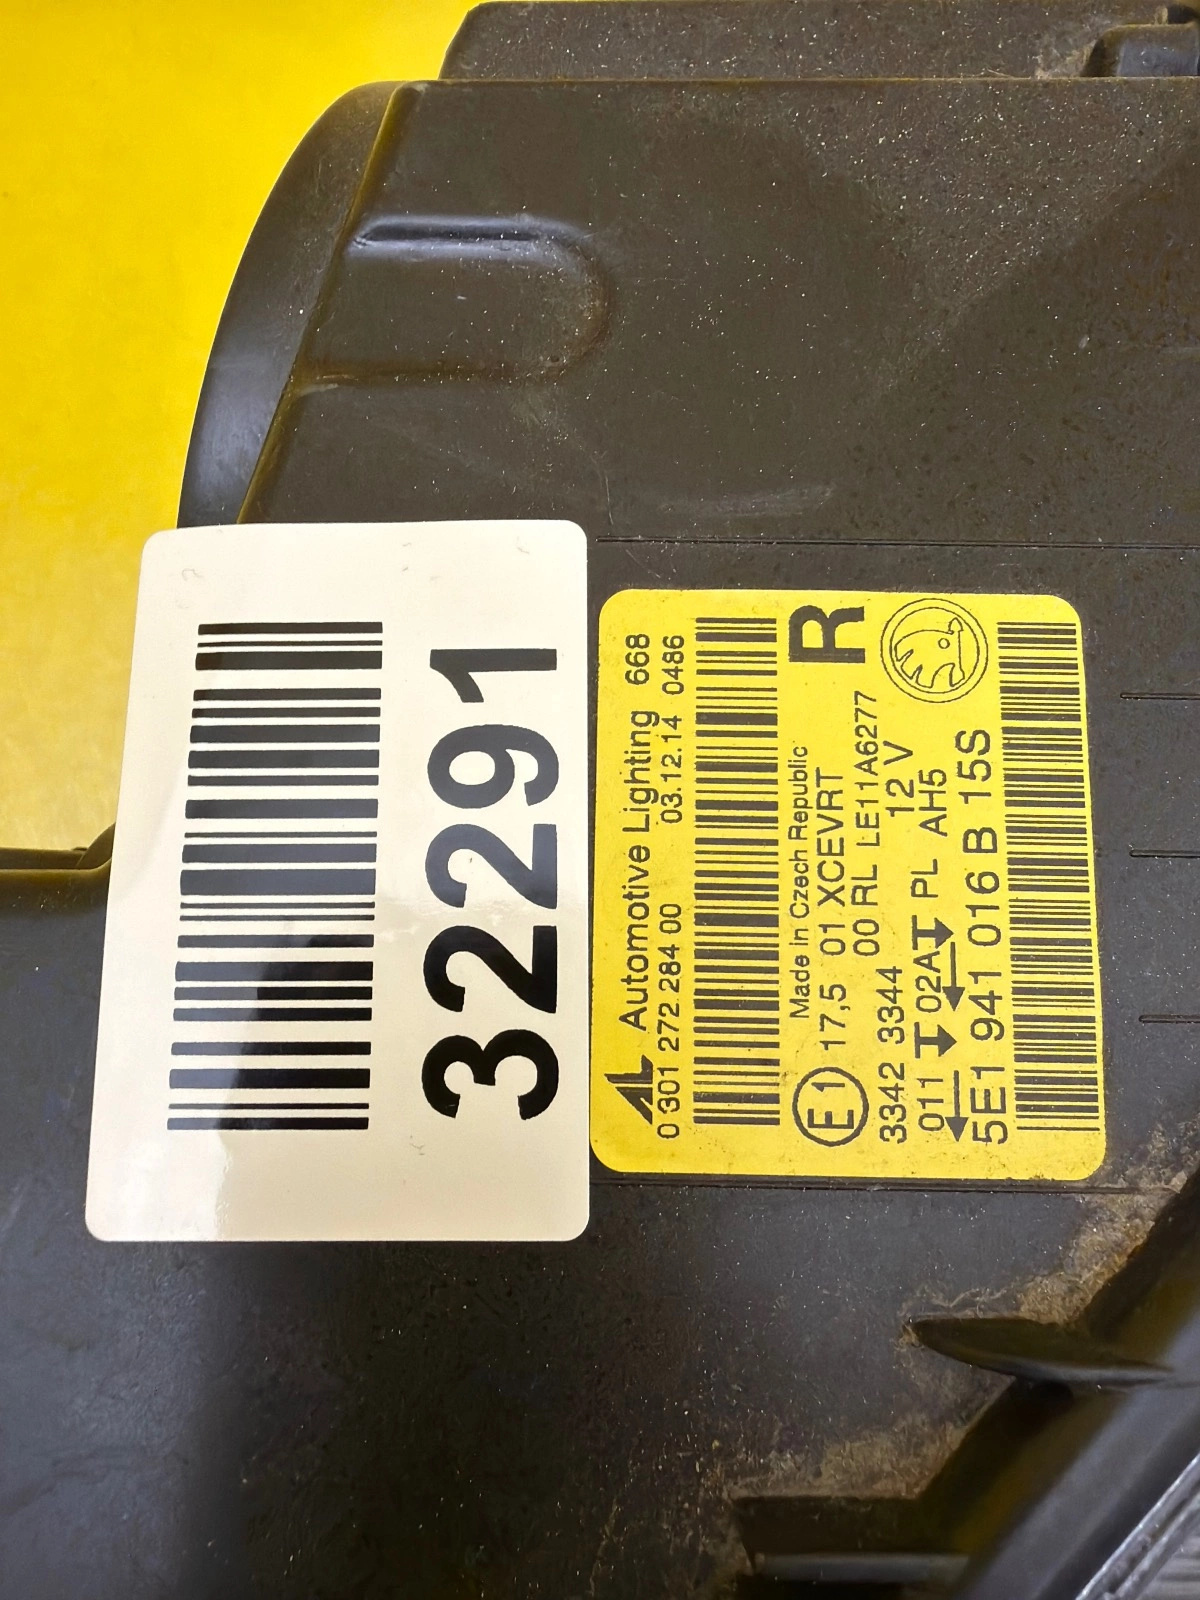 3291
Automotive Lighting 668
0 301 272 284 00 03.12.14 0486
Made in Czech Republic
R
E1 17,5 01 XCEVRT
00 RL LE11A6277
3342 3344 12 V
011 02A PL AH5
5E1 941 016 B 15S